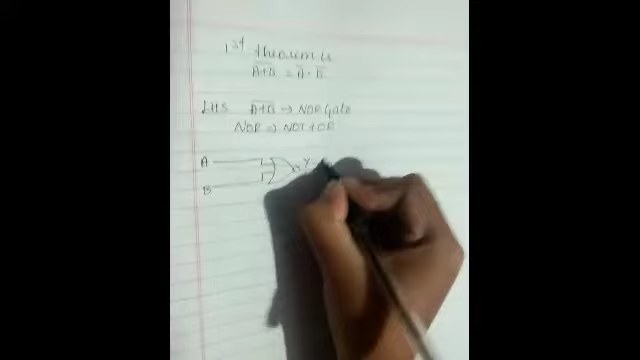 1st theorem is
A̅+̅B̅ = A̅ · B̅
LHS A̅+̅B̅ → NOR Gate
NOR ⇒ NOT + OR
A
Y
B